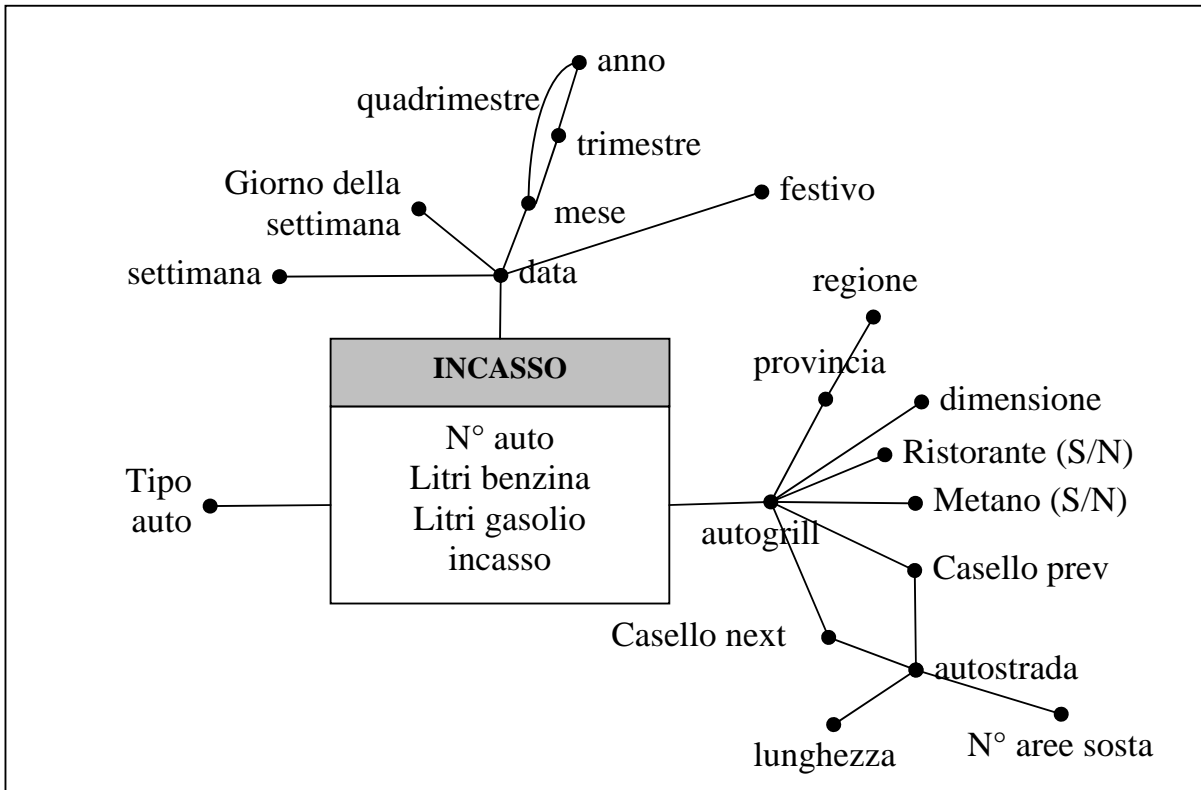 anno
quadrimestre
trimestre
Giorno della
settimana
festivo
mese
settimana
data
regione
INCASSO
provincia
dimensione
N° auto
Litri benzina
Litri gasolio
incasso
Ristorante (S/N)
Tipo
auto
Metano (S/N)
autogrill
Casello prev
Casello next
autostrada
lunghezza
N° aree sosta